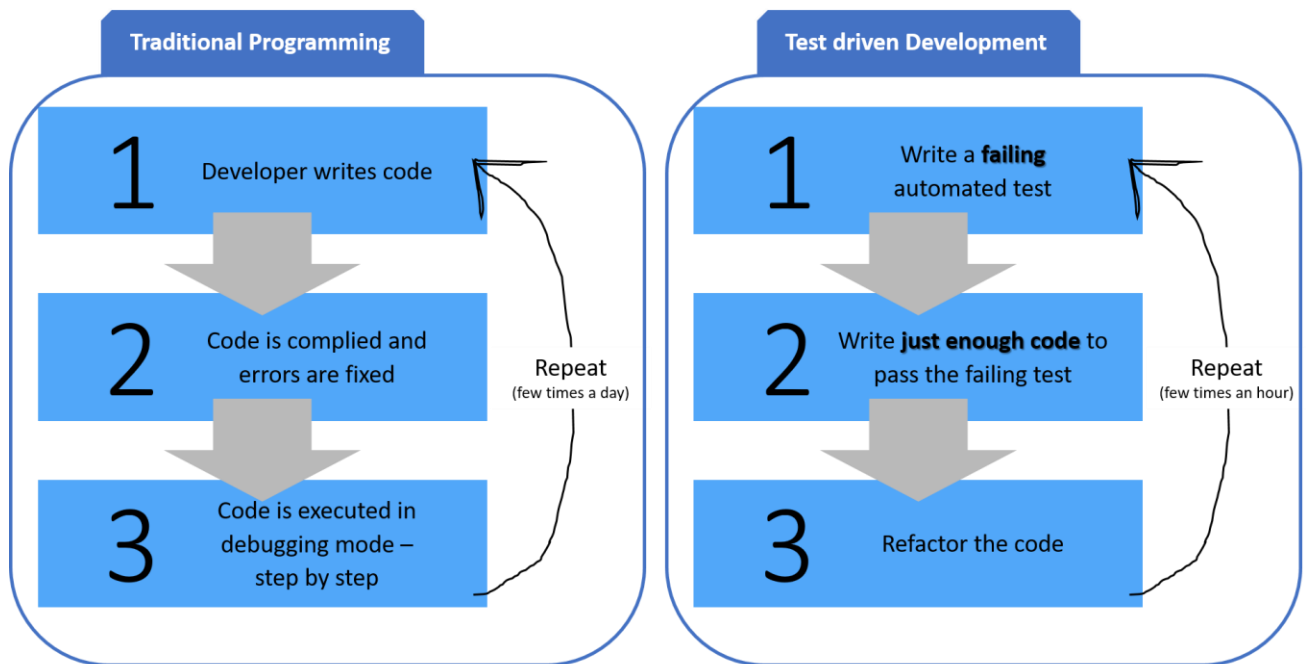 Traditional Programming
1
Developer writes code
2
Code is complied and
errors are fixed
3
Code is executed in
debugging mode –
step by step
Repeat
(few times a day)
Test driven Development
1
Write a failing
automated test
2
Write just enough code to
pass the failing test
3
Refactor the code
Repeat
(few times an hour)